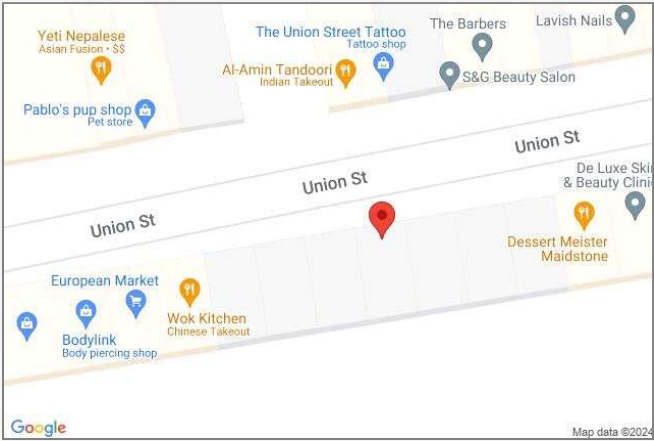 Yeti Nepalese
Asian Fusion • $$
The Union Street Tattoo
Tattoo shop
The Barbers
Lavish Nails
Al-Amin Tandoori
Indian Takeout
S&G Beauty Salon
Pablo's pup shop
Pet store
Union St
Union St
Union St
De Luxe Skin
& Beauty Clinic
Dessert Meister
Maidstone
European Market
Wok Kitchen
Chinese Takeout
Bodylink
Body piercing shop
Google
Map data ©2024